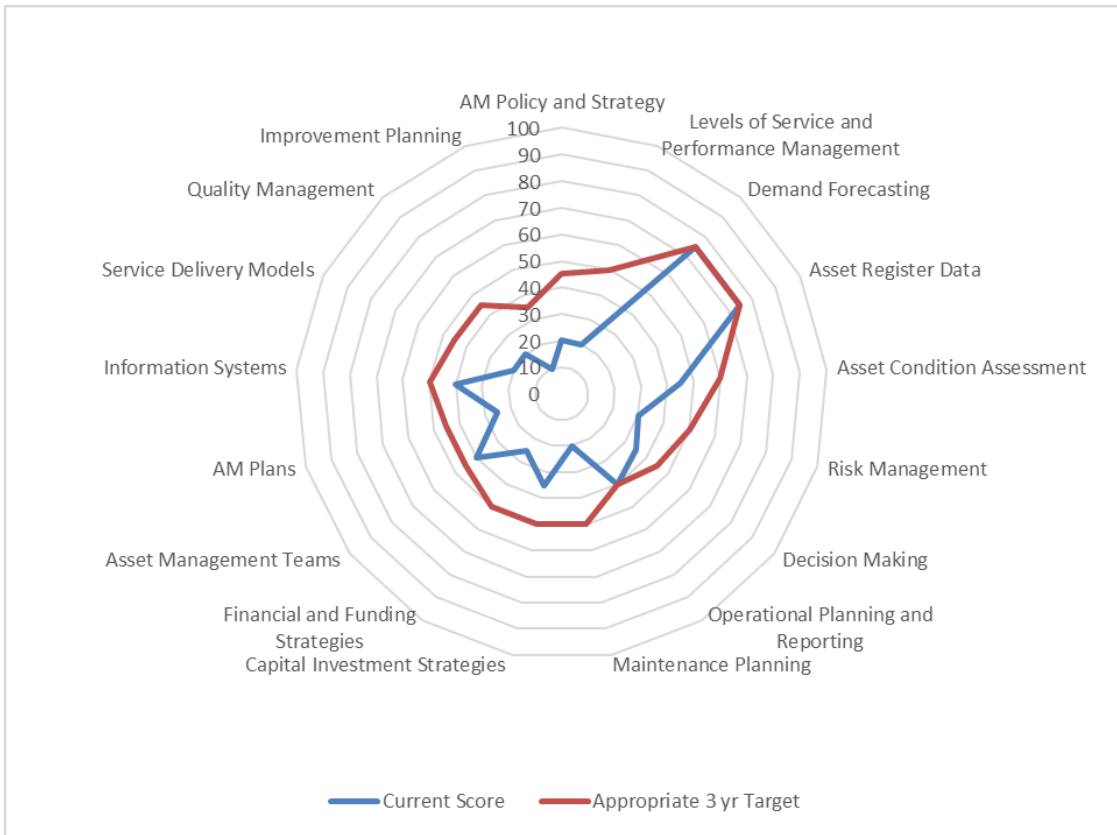 AM Policy and Strategy
Levels of Service and
Performance Management
Demand Forecasting
Asset Register Data
Asset Condition Assessment
Risk Management
Decision Making
Operational Planning and
Reporting
Maintenance Planning
Capital Investment Strategies
Financial and Funding
Strategies
Asset Management Teams
AM Plans
Information Systems
Service Delivery Models
Quality Management
Improvement Planning
100
90
80
70
60
50
40
30
20
10
0
Current Score
Appropriate 3 yr Target